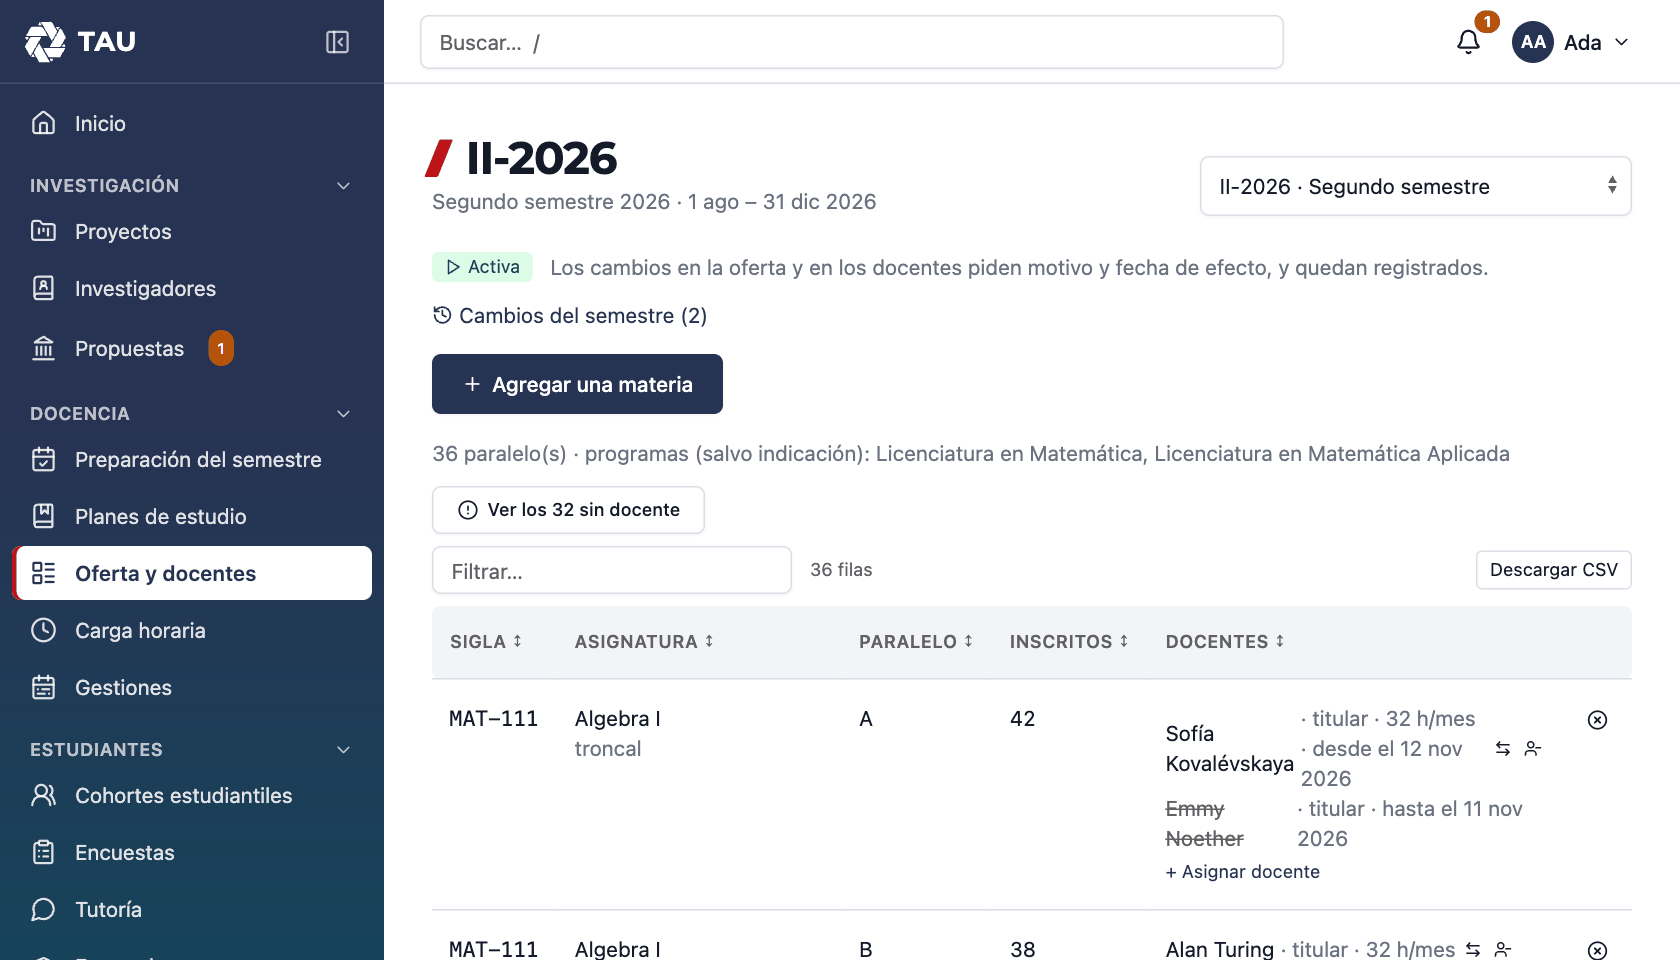 TAU
Buscar... /
1
AA
Ada
Inicio
INVESTIGACIÓN
Proyectos
Investigadores
Propuestas
1
DOCENCIA
Preparación del semestre
Planes de estudio
Oferta y docentes
Carga horaria
Gestiones
ESTUDIANTES
Cohortes estudiantiles
Encuestas
Tutoría
II-2026
Segundo semestre 2026 · 1 ago – 31 dic 2026
II-2026 · Segundo semestre
Activa
Los cambios en la oferta y en los docentes piden motivo y fecha de efecto, y quedan registrados.
Cambios del semestre (2)
+ Agregar una materia
36 paralelo(s) · programas (salvo indicación): Licenciatura en Matemática, Licenciatura en Matemática Aplicada
Ver los 32 sin docente
Filtrar...
36 filas
Descargar CSV
SIGLA
ASIGNATURA
PARALELO
INSCRITOS
DOCENTES
MAT-111
Algebra I
troncal
A
42
Sofía
Kovalévskaya
· titular · 32 h/mes
· desde el 12 nov
2026
Emmy
Noether
· titular · hasta el 11 nov
2026
+ Asignar docente
MAT-111
Algebra I
B
38
Alan Turing · titular · 32 h/mes